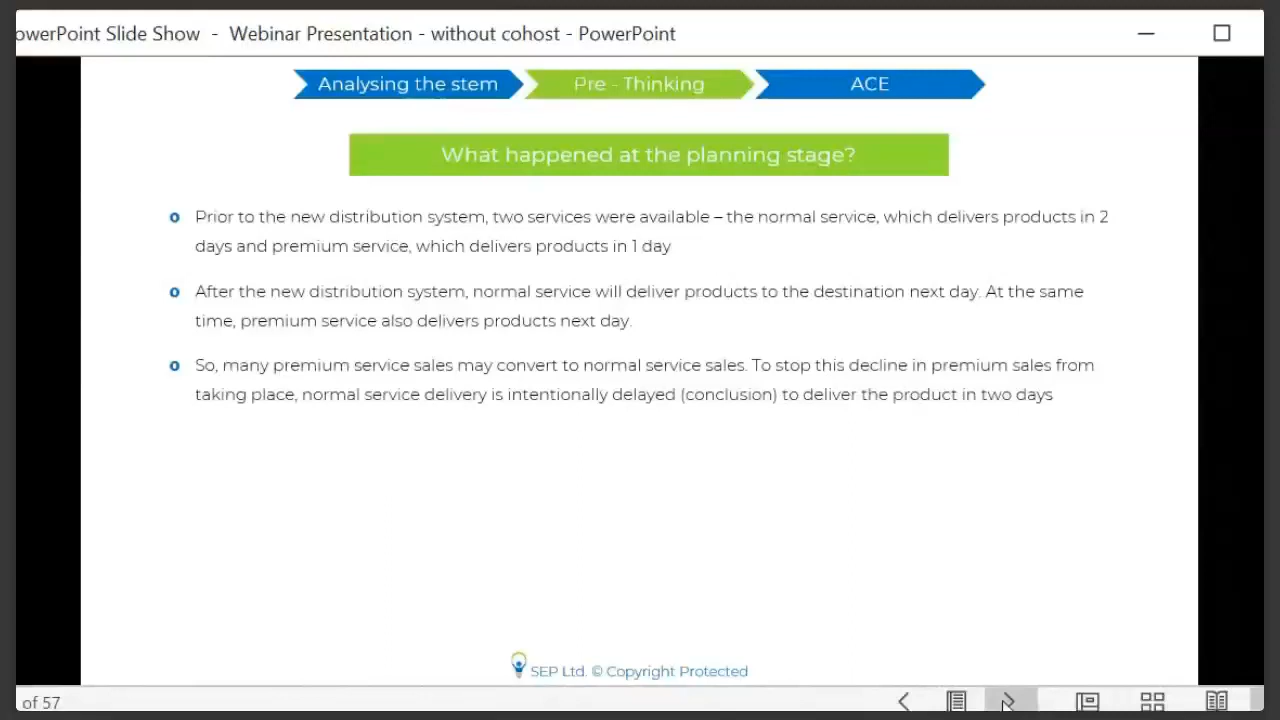 owerPoint Slide Show - Webinar Presentation - without cohost - PowerPoint
Analysing the stem
Pre - Thinking
ACE
What happened at the planning stage?
o Prior to the new distribution system, two services were available – the normal service, which delivers products in 2
days and premium service, which delivers products in 1 day
o After the new distribution system, normal service will deliver products to the destination next day. At the same
time, premium service also delivers products next day.
o So, many premium service sales may convert to normal service sales. To stop this decline in premium sales from
taking place, normal service delivery is intentionally delayed (conclusion) to deliver the product in two days
SEP Ltd. © Copyright Protected
of 57